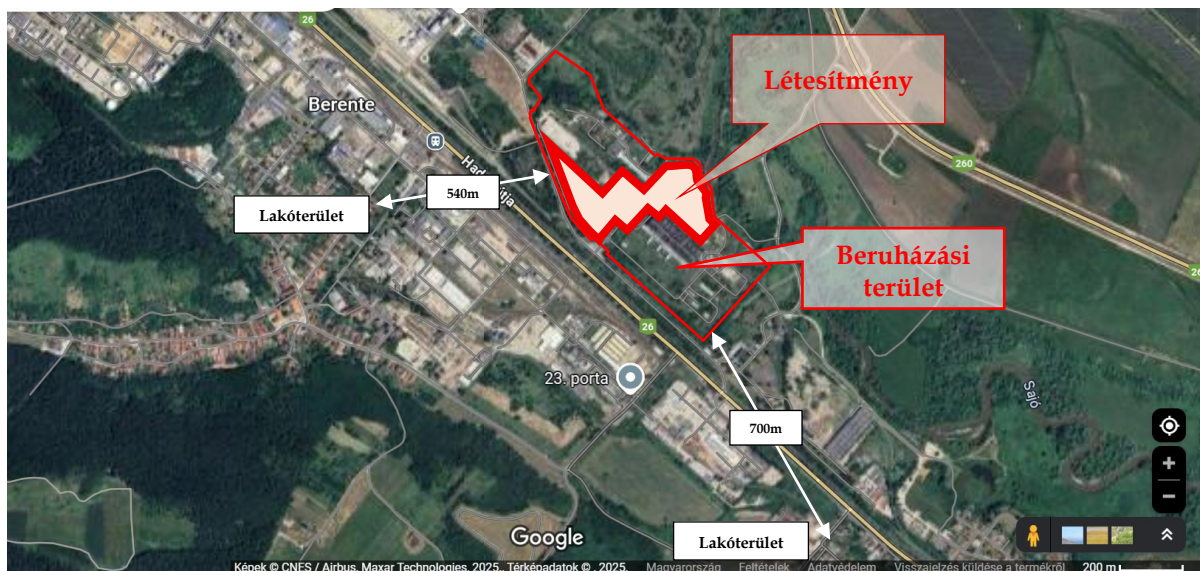 26
Létesítmény
Berente
260
540m
Lakóterület
Beruházási
terület
26
23. porta
Sajó
700m
Google
Lakóterület
Képek © CNES / Airbus, Maxar Technologies, 2025., Térképadatok © , 2025.
Magyarország
Feltételek
Adatvédelem
Visszajelzés küldése a termékről
200 m